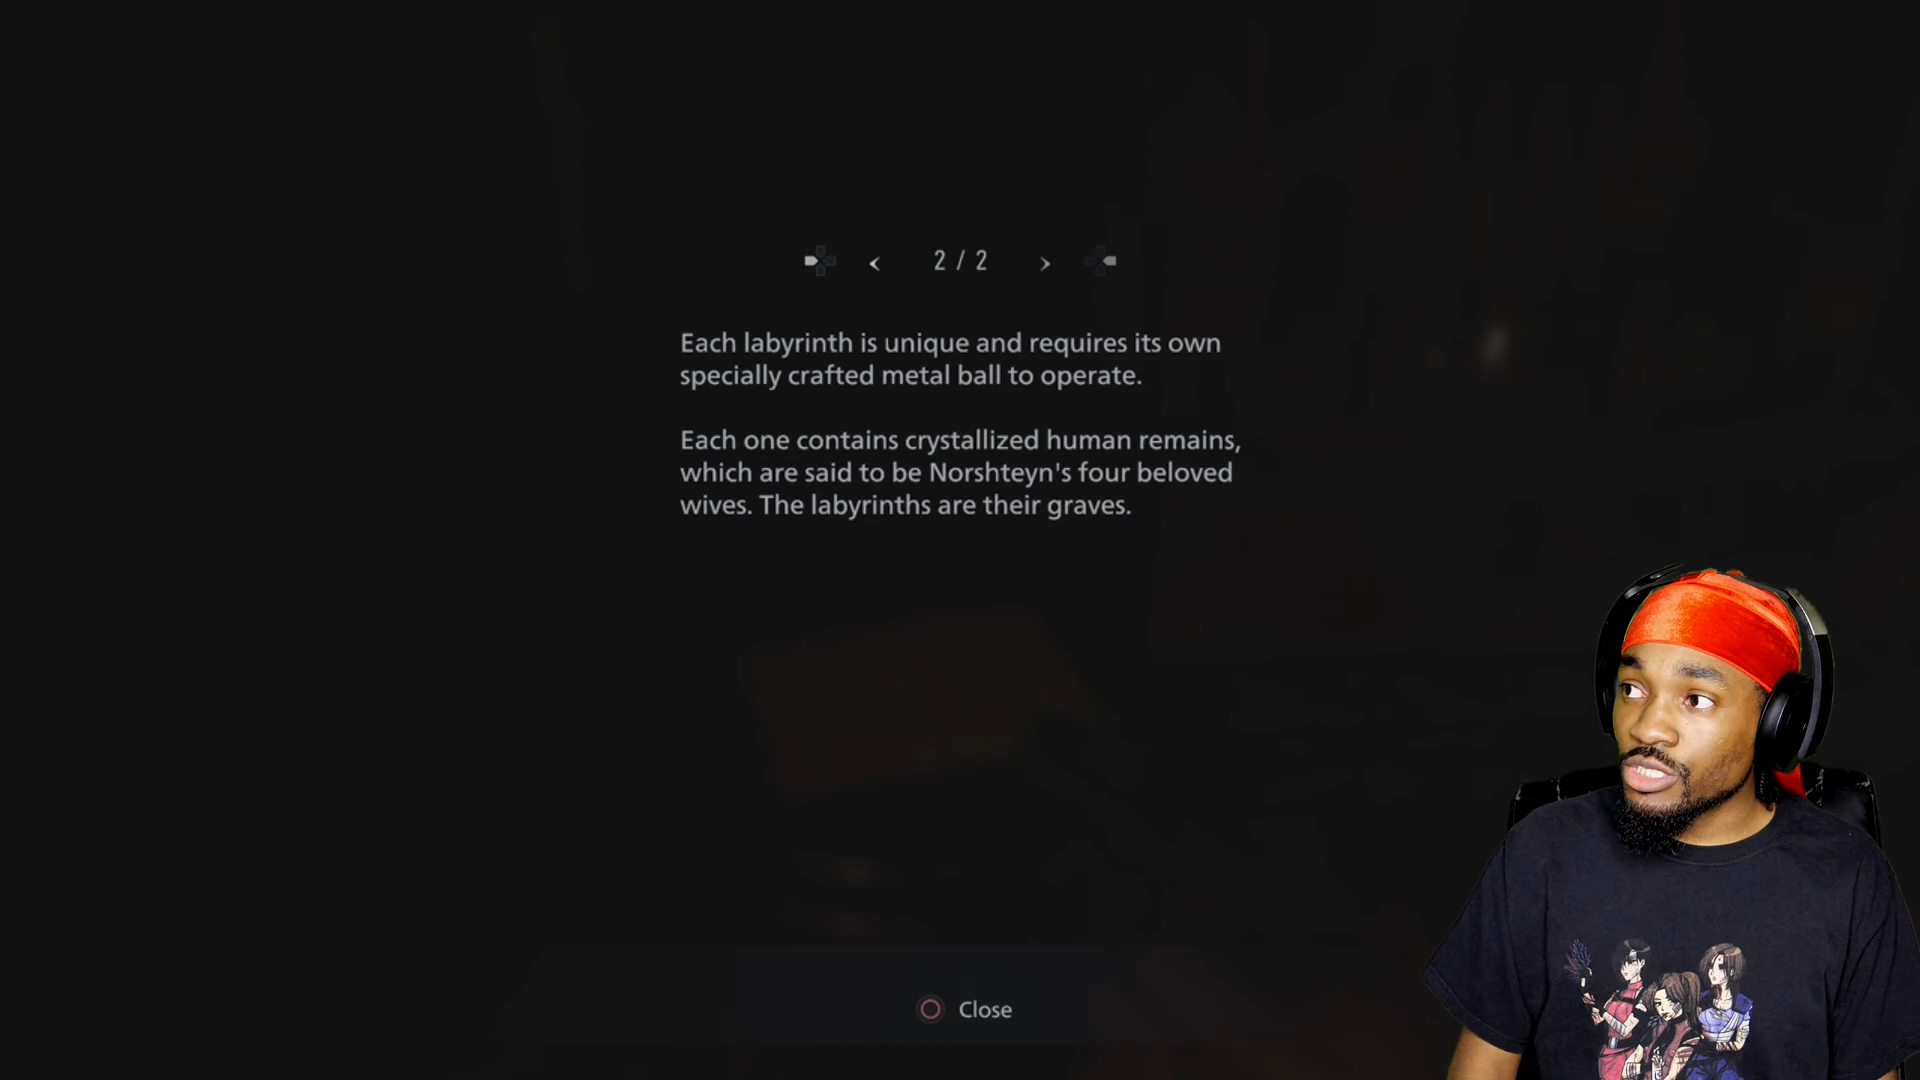 2 / 2
Each labyrinth is unique and requires its own
specially crafted metal ball to operate.
Each one contains crystallized human remains,
which are said to be Norshteyn's four beloved
wives. The labyrinths are their graves.
Close